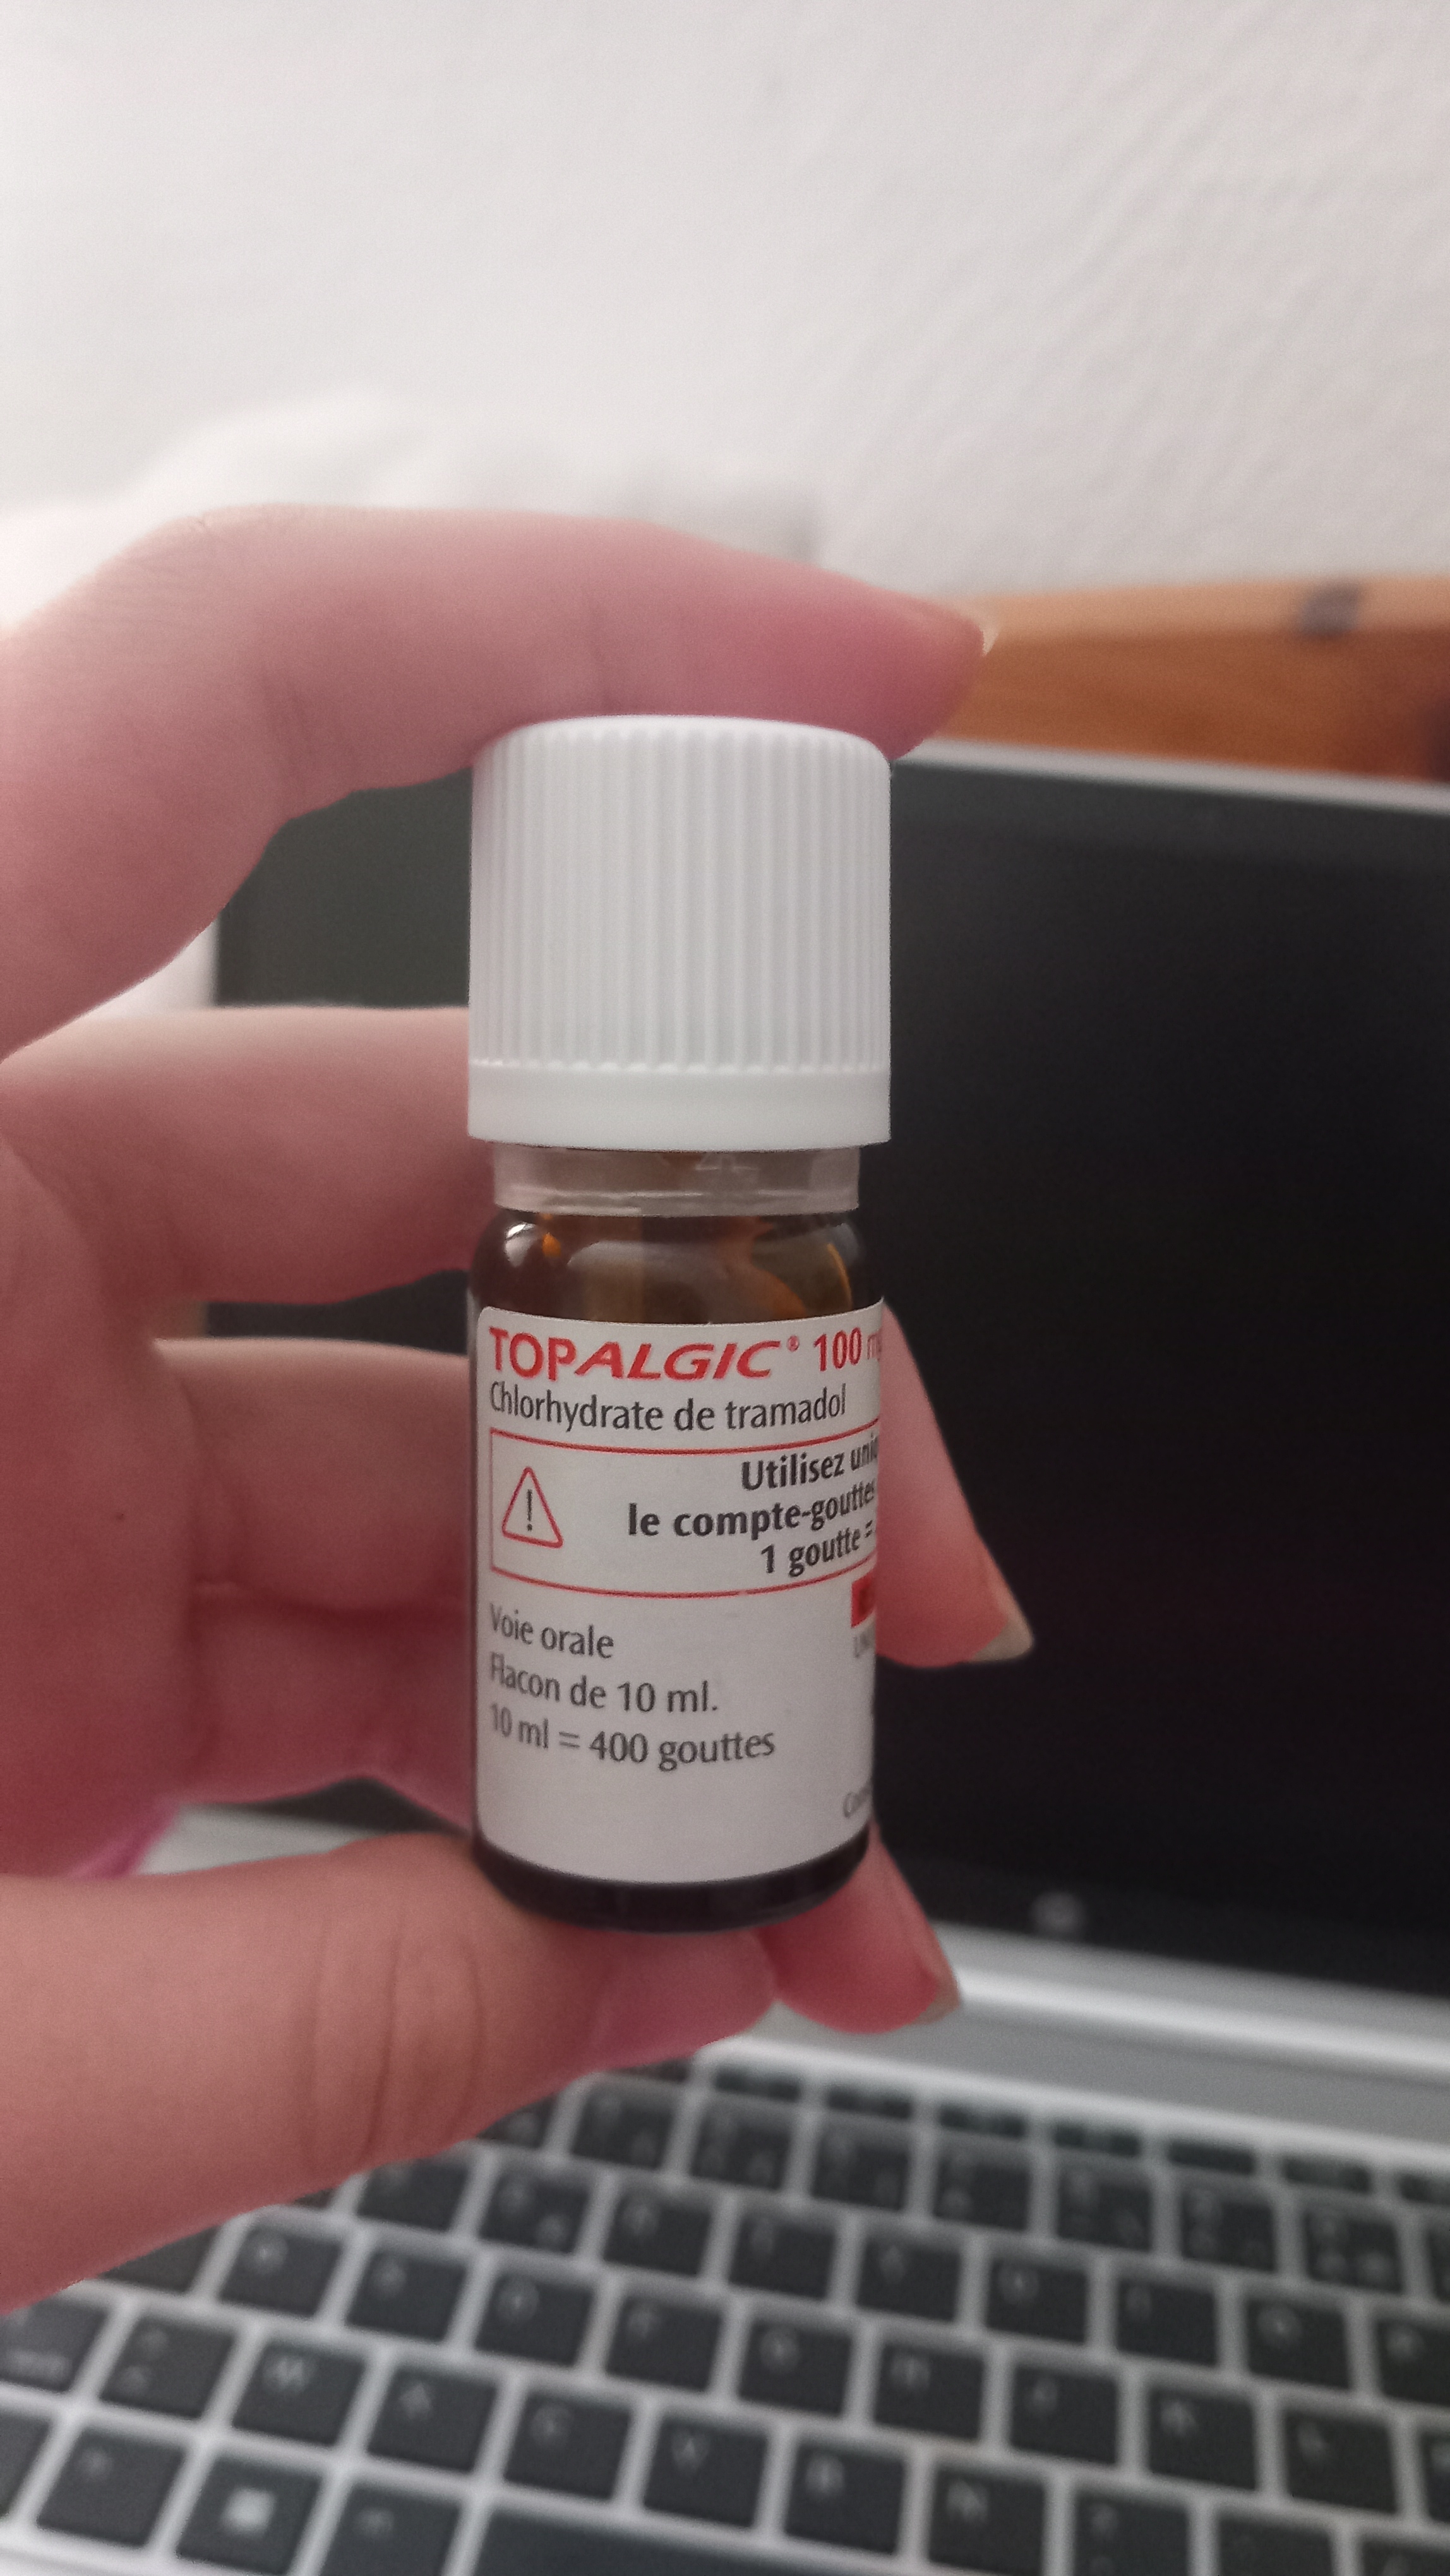 TOPALGIC® 100
Chlorhydrate de tramadol
Utilisez
le compte-gouttes
1 goutte =
Voie orale
Flacon de 10 ml.
10 ml = 400 gouttes